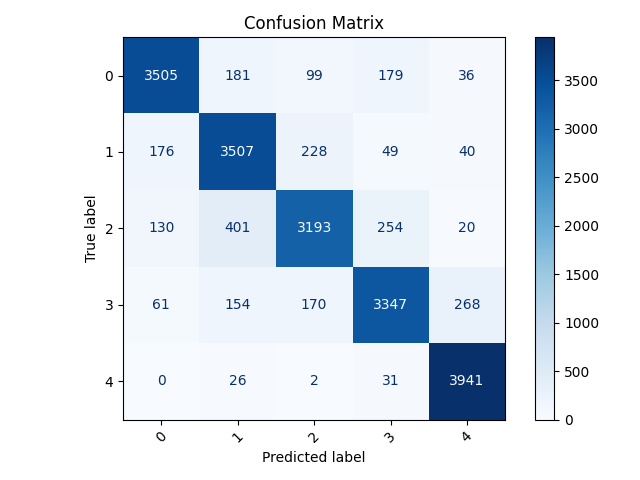 Confusion Matrix
True label
0 3505 181 99 179 36
1 176 3507 228 49 40
2 130 401 3193 254 20
3 61 154 170 3347 268
4 0 26 2 31 3941
0 1 2 3 4
Predicted label
3500
3000
2500
2000
1500
1000
500
0